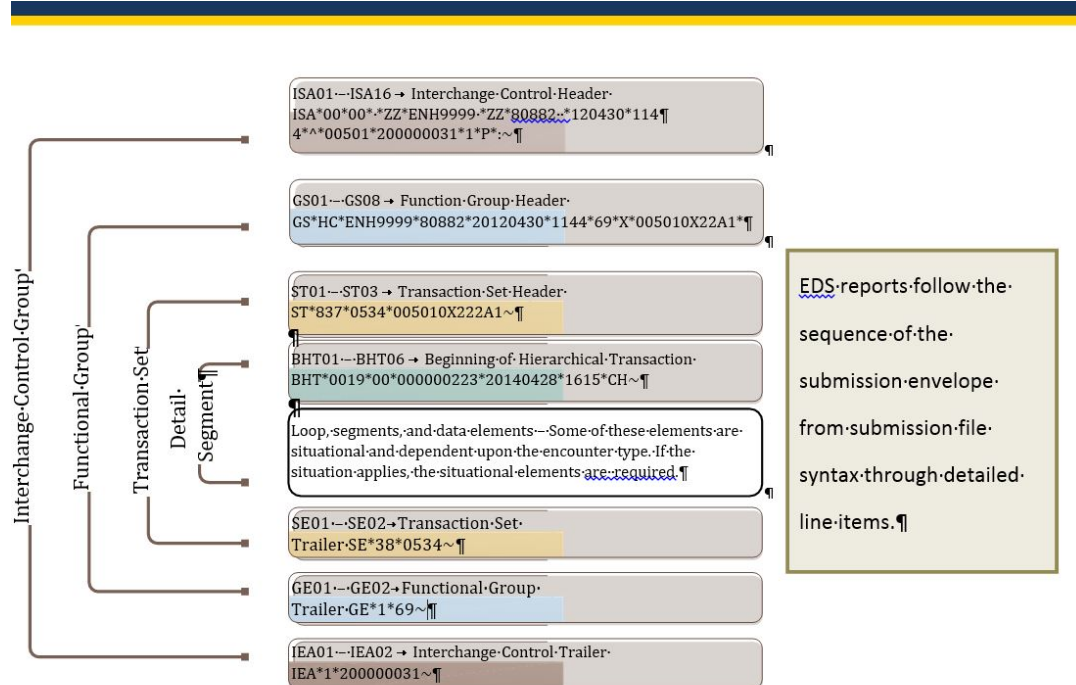 ISA01·-·-ISA16 → Interchange·Control·Header·
ISA*00*00*·*ZZ*ENH9999·*ZZ*80882::*120430*114¶
4*^*00501*200000031*1*P*:~¶
¶
GS01·-·-GS08 → Function·Group·Header·
GS*HC*ENH9999*80882*20120430*1144*69*X*005010X22A1*¶
¶
ST01·-·-ST03 → Transaction·Set·Header·
ST*837*0534*005010X222A1~¶
¶
BHT01·-·-BHT06 → Beginning·of·Hierarchical·Transaction·
BHT*0019*00*000000223*20140428*1615*CH~¶
¶
Loop,·segments,·and·data·elements·–·Some·of·these·elements·are·
situational·and·dependent·upon·the·encounter·type.·If·the·
situation·applies,·the·situational·elements·are··required.¶
¶
SE01·-·-SE02→Transaction·Set·
Trailer·SE*38*0534~¶
GE01·-·-GE02→Functional·Group·
Trailer·GE*1*69~¶
IEA01·-·-IEA02 → Interchange·Control·Trailer·
IEA*1*200000031~¶
Interchange·Control·Group'
Functional·Group'
Transaction·Set'
Detail·
Segment¶
EDS·reports·follow·the·
sequence·of·the·
submission·envelope·
from·submission·file·
syntax·through·detailed·
line·items.¶